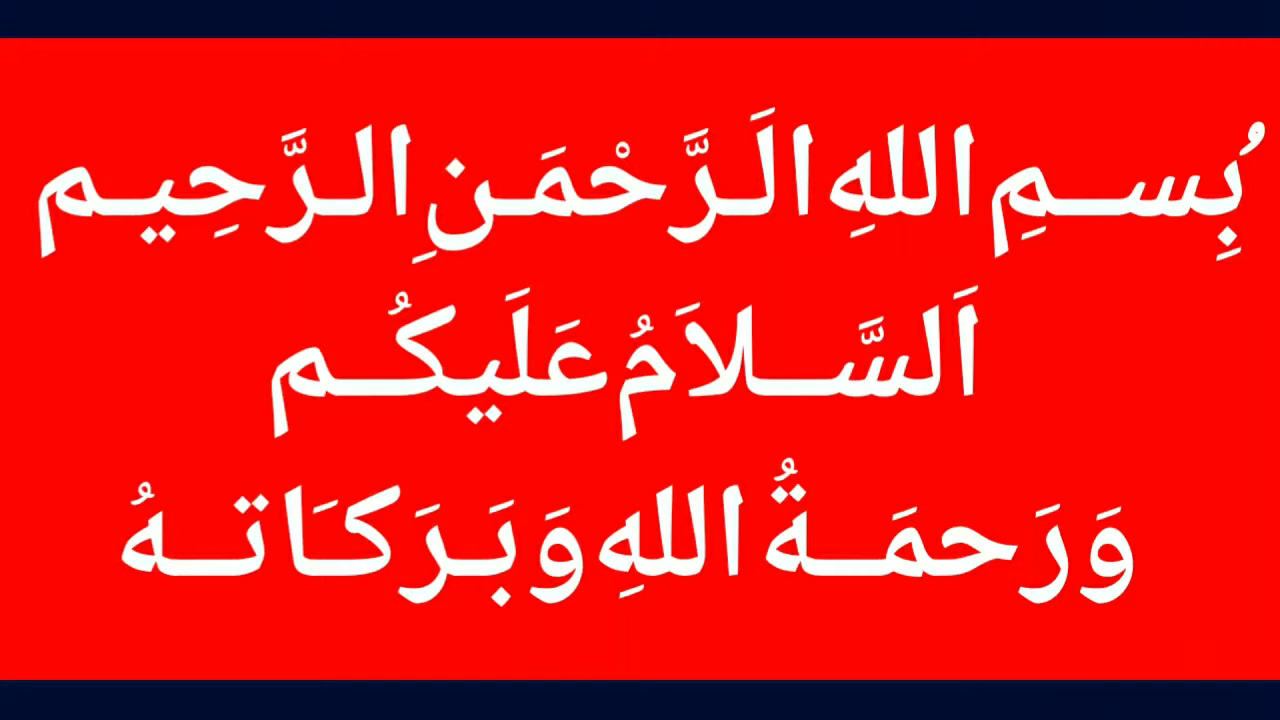 بُِسمِ اللهِ الَرَّحْمَنِ الرَّحِيم
اَلسَّلاَمُ عَلَيكُم
وَرَحمَةُ اللهِ وَبَرَكَاتهُ